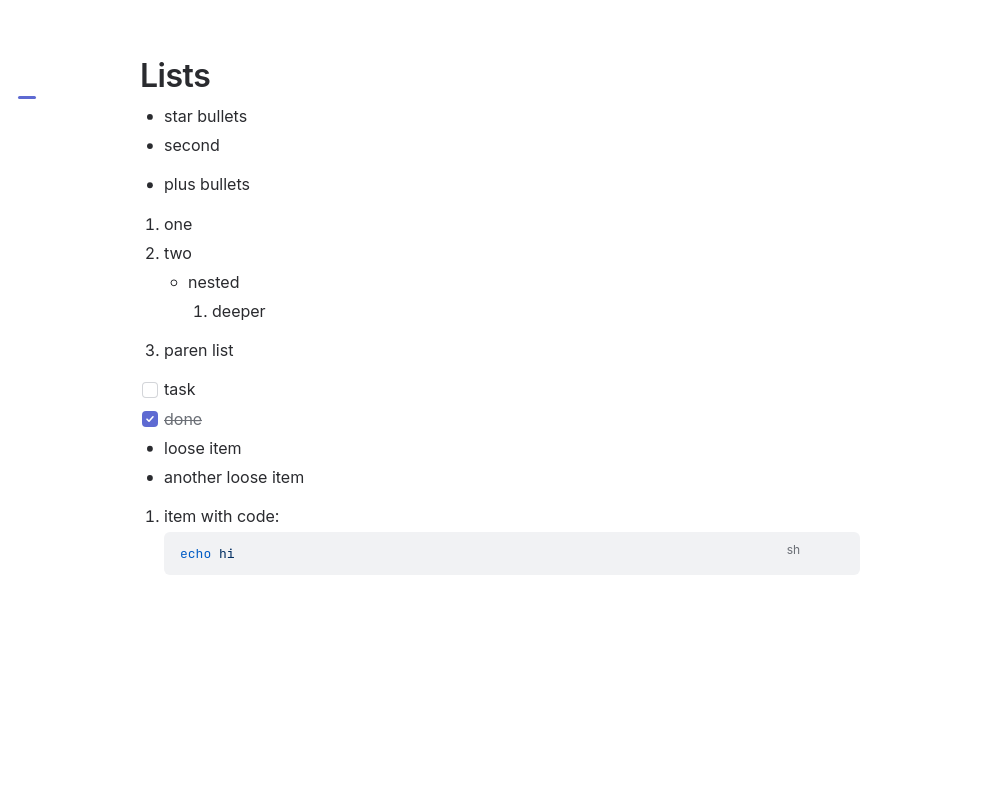 Lists
• star bullets
• second
• plus bullets
1. one
2. two
◦ nested
1. deeper
3. paren list
task
done
• loose item
• another loose item
1. item with code:
echo hi
sh